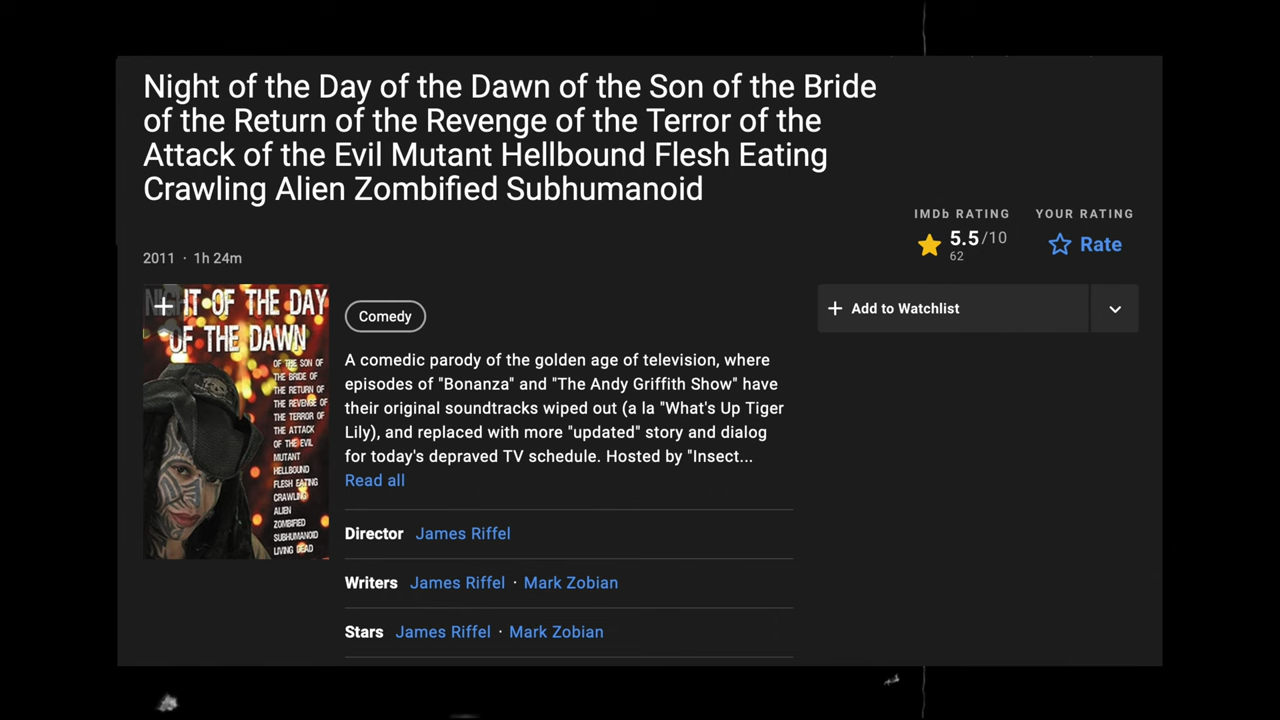 Night of the Day of the Dawn of the Son of the Bride
of the Return of the Revenge of the Terror of the
Attack of the Evil Mutant Hellbound Flesh Eating
Crawling Alien Zombified Subhumanoid
IMDb RATING
YOUR RATING
5.5/10
62
Rate
2011 · 1h 24m
NIGHT OF THE DAY
OF THE DAWN
OF THE SON OF
THE BRIDE OF
THE RETURN OF
THE REVENGE OF
THE TERROR OF
THE ATTACK
OF THE EVIL
MUTANT
HELLBOUND
FLESH EATING
CRAWLING
ALIEN
ZOMBIFIED
SUBHUMANOID
LIVING DEAD
Comedy
+ Add to Watchlist
A comedic parody of the golden age of television, where
episodes of "Bonanza" and "The Andy Griffith Show" have
their original soundtracks wiped out (a la "What's Up Tiger
Lily), and replaced with more "updated" story and dialog
for today's depraved TV schedule. Hosted by "Insect...
Read all
Director James Riffel
Writers James Riffel · Mark Zobian
Stars James Riffel · Mark Zobian